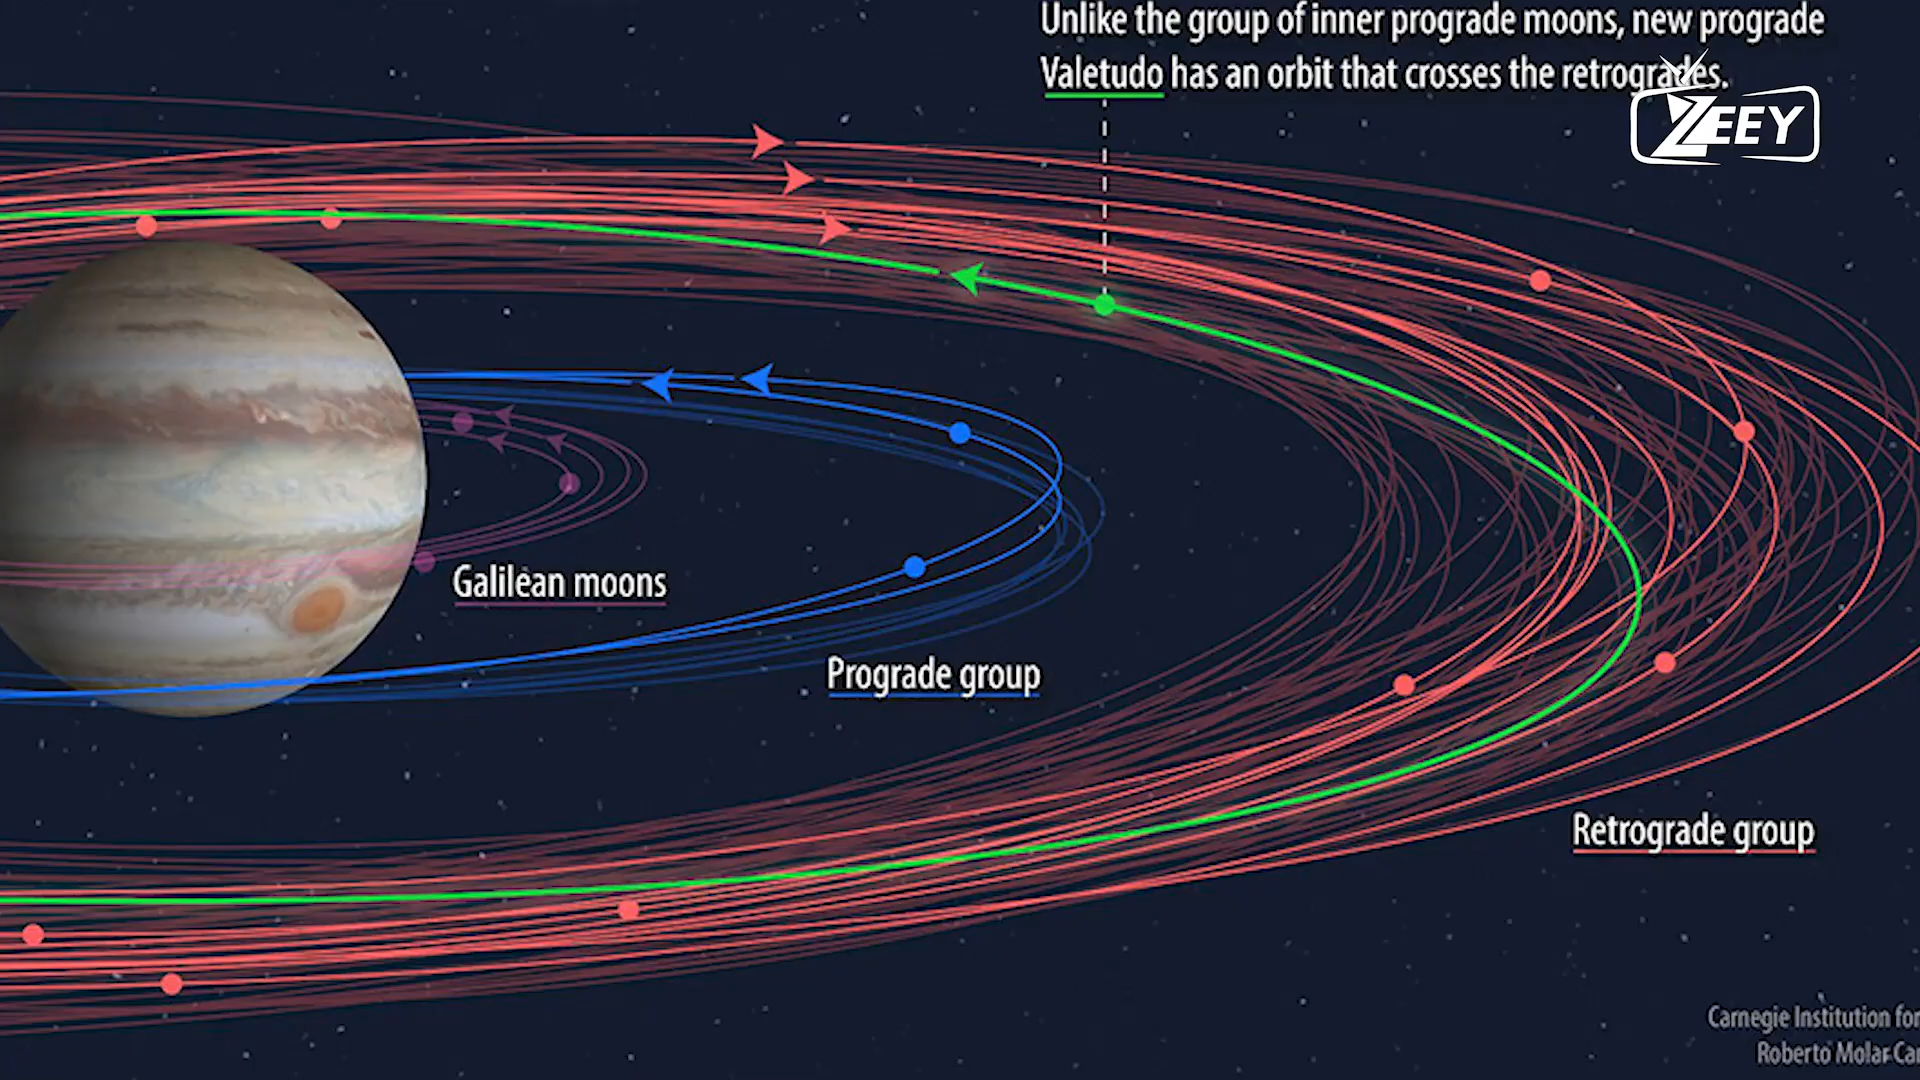 Unlike the group of inner prograde moons, new prograde
Valetudo has an orbit that crosses the retrogrades.
ZEEY
Galilean moons
Prograde group
Retrograde group
Carnegie Institution for
Roberto Molar